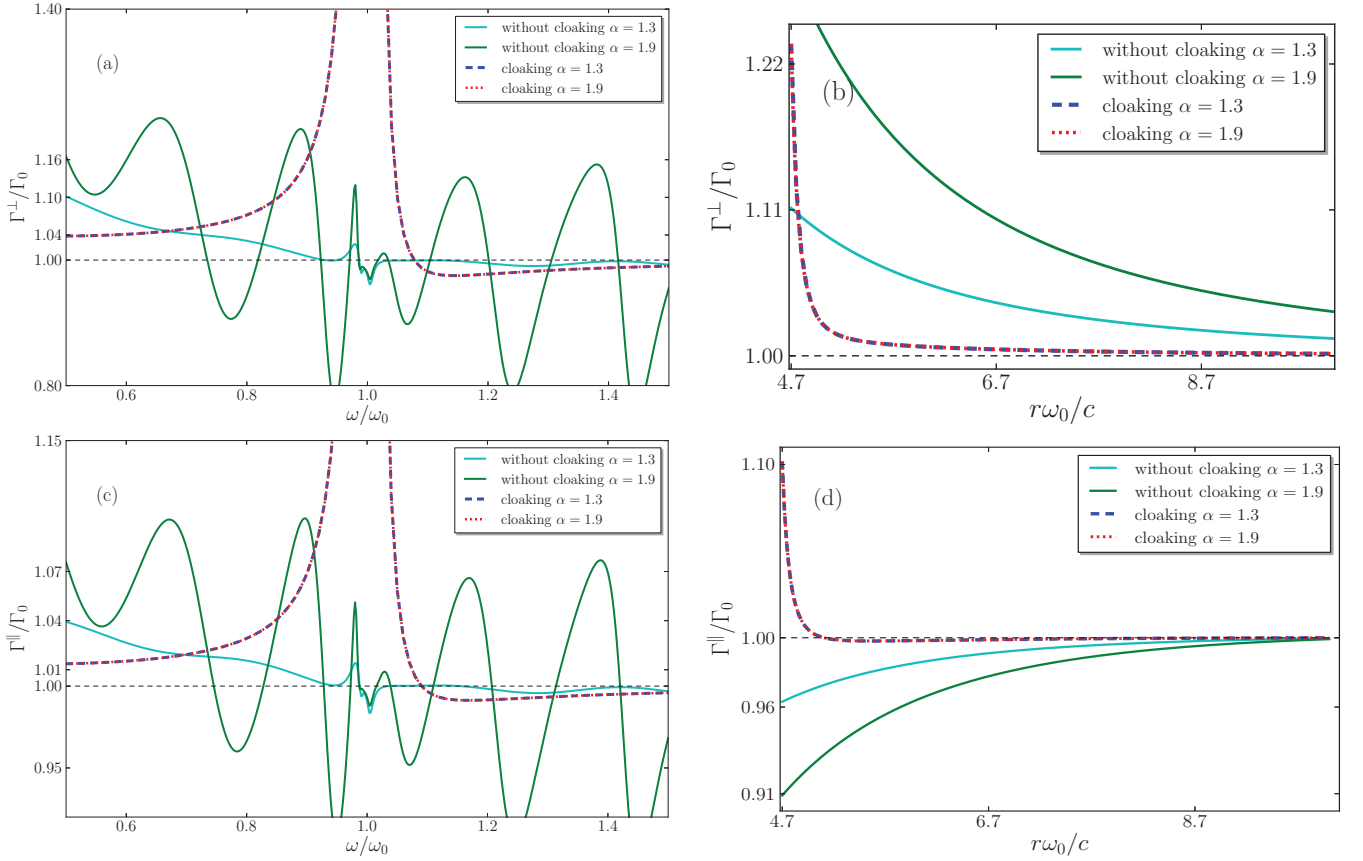 (a)
1.40
1.16
1.10
1.04
1.00
0.80
Γ⊥/Γ0
0.6
0.8
1.0
1.2
1.4
ω/ω0
without cloaking α = 1.3
without cloaking α = 1.9
cloaking α = 1.3
cloaking α = 1.9
(b)
1.22
1.11
1.00
Γ⊥/Γ0
4.7
6.7
8.7
rω0/c
without cloaking α = 1.3
without cloaking α = 1.9
cloaking α = 1.3
cloaking α = 1.9
(c)
1.15
1.07
1.04
1.01
1.00
0.95
Γ∥/Γ0
0.6
0.8
1.0
1.2
1.4
ω/ω0
without cloaking α = 1.3
without cloaking α = 1.9
cloaking α = 1.3
cloaking α = 1.9
(d)
1.10
1.00
0.96
0.91
Γ∥/Γ0
4.7
6.7
8.7
rω0/c
without cloaking α = 1.3
without cloaking α = 1.9
cloaking α = 1.3
cloaking α = 1.9